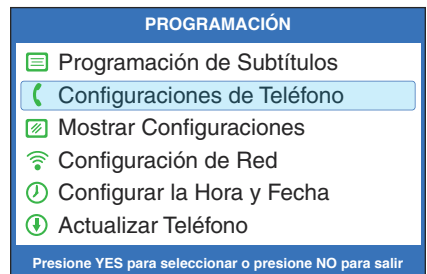 PROGRAMACIÓN
Programación de Subtítulos
Configuraciones de Teléfono
Mostrar Configuraciones
Configuración de Red
Configurar la Hora y Fecha
Actualizar Teléfono
Presione YES para seleccionar o presione NO para salir